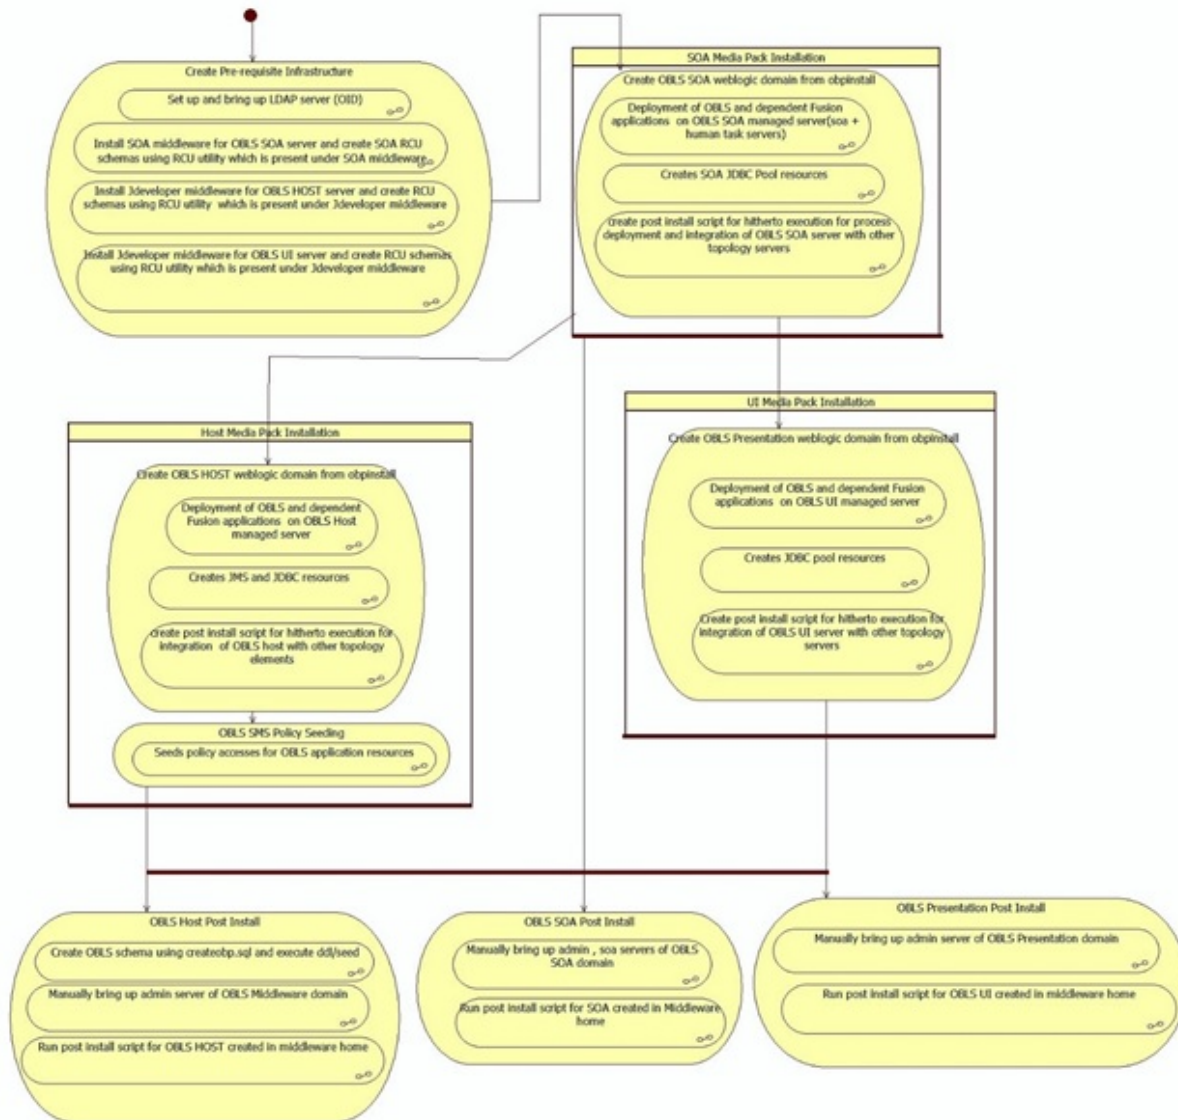 Create Pre-requisite Infrastructure
Set up and bring up LDAP server (OID)
Install SOA middleware for OBLS SOA server and create SOA RCU
schemas using RCU utility which is present under SOA middleware
Install Jdeveloper middleware for OBLS HOST server and create RCU
schemas using RCU utility which is present under Jdeveloper middleware
Install Jdeveloper middleware for OBLS UI server and create RCU schemas
using RCU utility which is present under Jdeveloper middleware
SOA Media Pack Installation
Create OBLS SOA weblogic domain from obpinstall
Deployment of OBLS and dependent Fusion
applications on OBLS SOA managed server(soa +
human task servers)
Creates SOA JDBC Pool resources
create post install script for hitherto execution for process
deployment and integration of OBLS SOA server with other
topology servers
Host Media Pack Installation
Create OBLS HOST weblogic domain from obpinstall
Deployment of OBLS and dependent
Fusion applications on OBLS Host
managed server
Creates JMS and JDBC resources
create post install script for hitherto execution for
integration of OBLS host with other topology
elements
OBLS SMS Policy Seeding
Seeds policy accesses for OBLS application resources
UI Media Pack Installation
Create OBLS Presentation weblogic domain from obpinstall
Deployment of OBLS and dependent Fusion
applications on OBLS UI managed server
Creates JDBC pool resources
Create post install script for hitherto execution for
integration of OBLS UI server with other topology
servers
OBLS Host Post Install
Create OBLS schema using createobp.sql and execute ddl/seed
Manually bring up admin server of OBLS Middleware domain
Run post install script for OBLS HOST created in middleware home
OBLS SOA Post Install
Manually bring up admin , soa servers of OBLS
SOA domain
Run post install script for SOA created in Middleware
home
OBLS Presentation Post Install
Manually bring up admin server of OBLS Presentation domain
Run post install script for OBLS UI created in middleware home